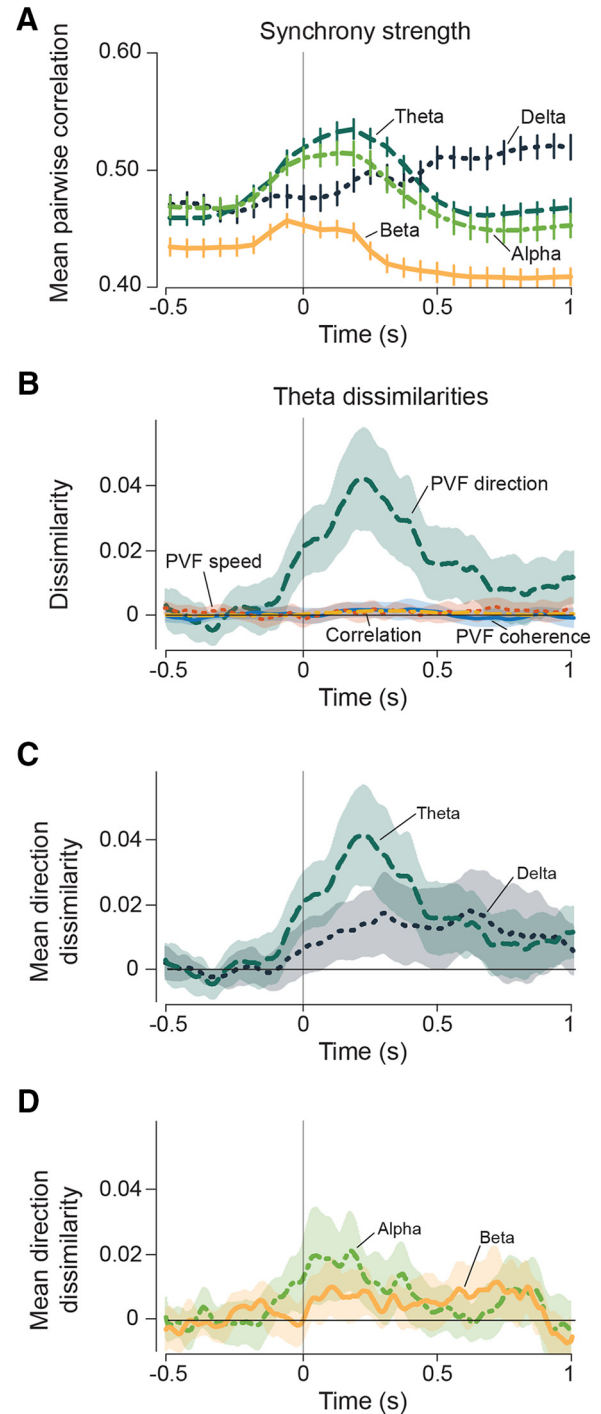 A
Synchrony strength
Mean pairwise correlation
0.60
0.50
0.40
Theta
Delta
Beta
Alpha
-0.5
0
0.5
1
Time (s)
B
Theta dissimilarities
Dissimilarity
0.04
0.02
0
PVF direction
PVF speed
Correlation
PVF coherence
-0.5
0
0.5
1
Time (s)
C
Mean direction
dissimilarity
0.04
0.02
0
Theta
Delta
-0.5
0
0.5
1
Time (s)
D
Mean direction
dissimilarity
0.04
0.02
0
Alpha
Beta
-0.5
0
0.5
1
Time (s)